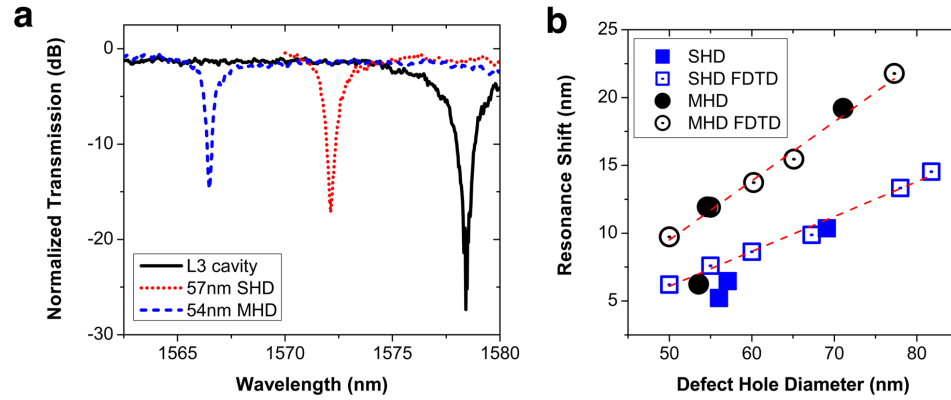 a
Normalized Transmission (dB)
0
-10
-20
-30
L3 cavity
57nm SHD
54nm MHD
1565
1570
1575
1580
Wavelength (nm)
b
Resonance Shift (nm)
25
20
15
10
5
SHD
SHD FDTD
MHD
MHD FDTD
50
60
70
80
Defect Hole Diameter (nm)